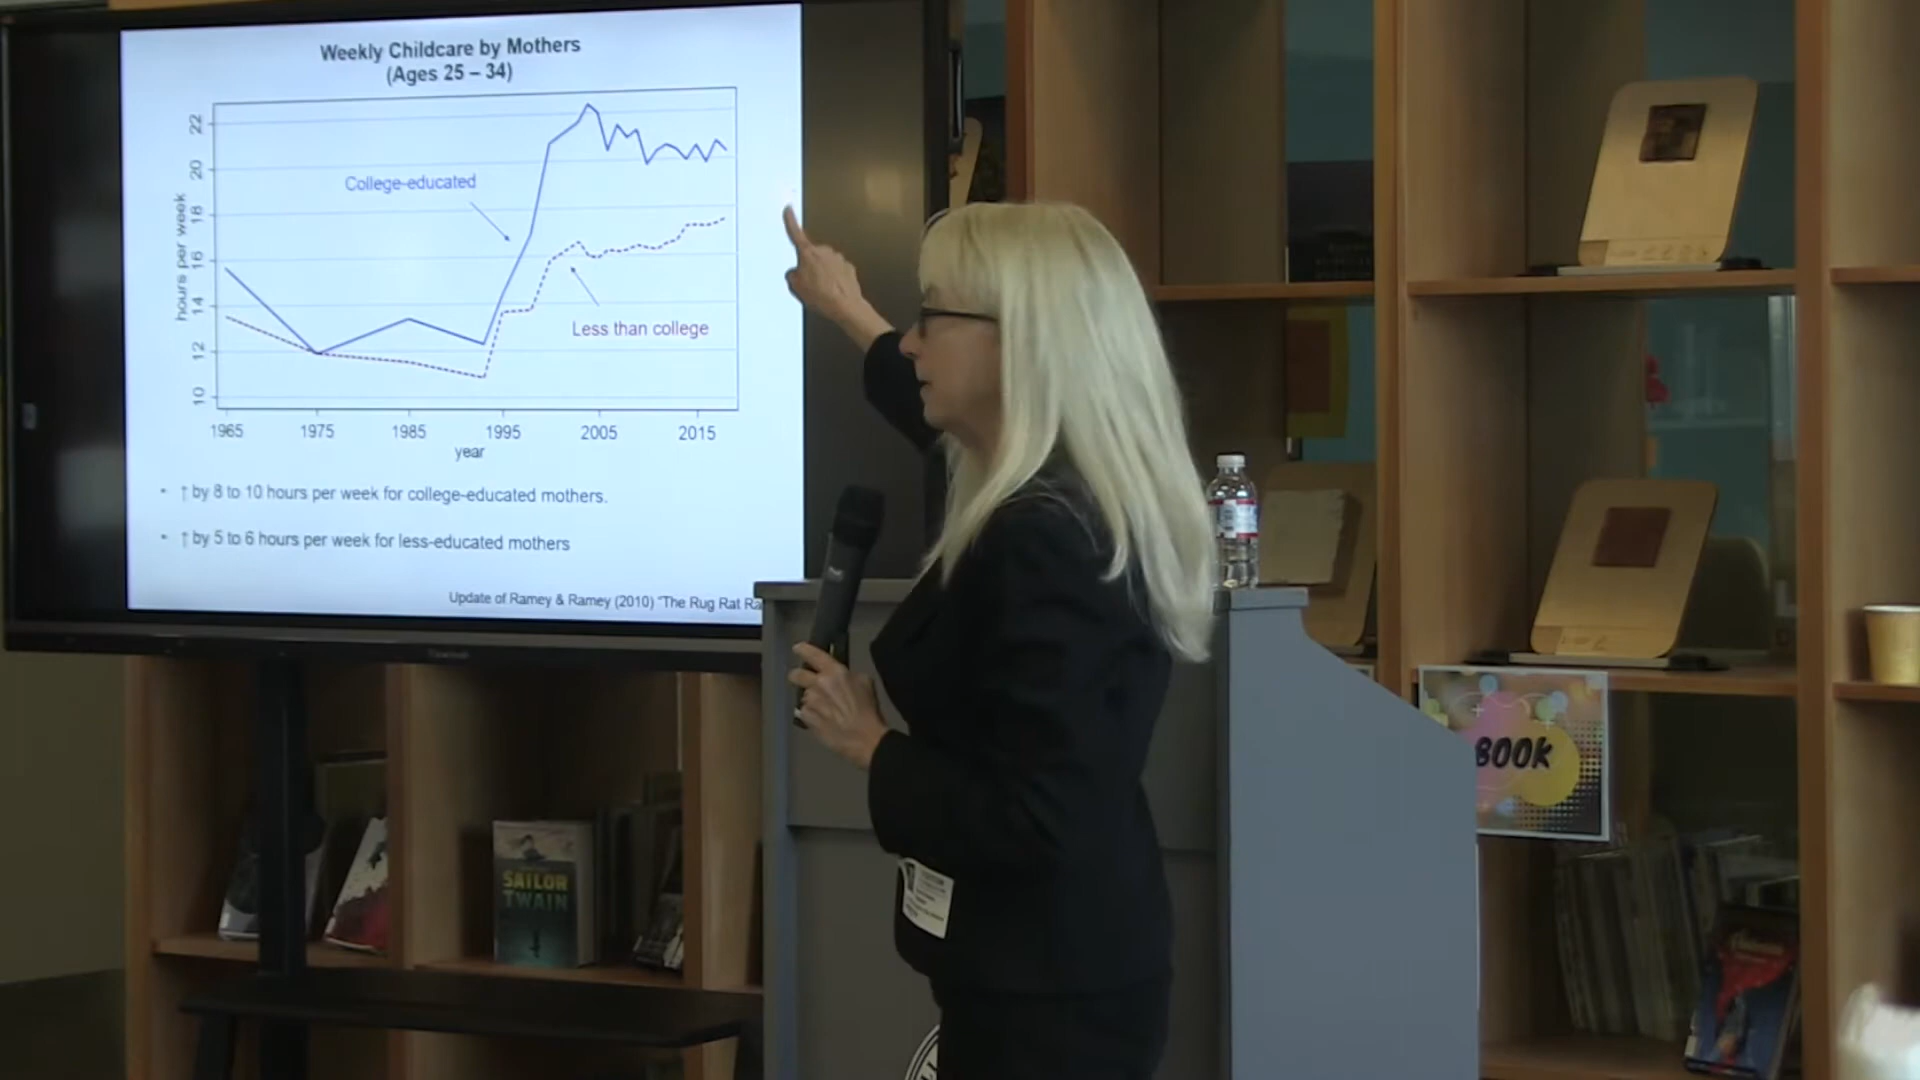 Weekly Childcare by Mothers
(Ages 25 – 34)
22
20
18
16
14
12
10
hours per week
College-educated
Less than college
1965 1975 1985 1995 2005 2015
year
• ↑ by 8 to 10 hours per week for college-educated mothers.
• ↑ by 5 to 6 hours per week for less-educated mothers
Update of Ramey & Ramey (2010) "The Rug Rat Ra
SAILOR
TWAIN
BOOK